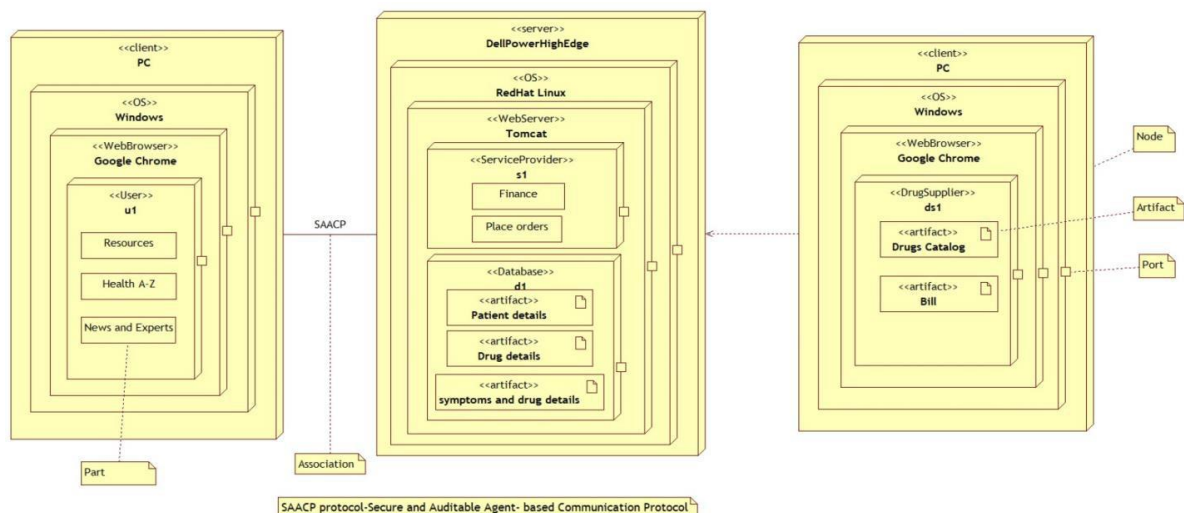 <<client>>
PC
<<OS>>
Windows
<<WebBrowser>>
Google Chrome
<<User>>
u1
Resources
Health A-Z
News and Experts
Part
SAACP
Association
<<server>>
DellPowerHighEdge
<<OS>>
RedHat Linux
<<WebServer>>
Tomcat
<<ServiceProvider>>
s1
Finance
Place orders
<<Database>>
d1
<<artifact>>
Patient details
<<artifact>>
Drug details
<<artifact>>
symptoms and drug details
<<client>>
PC
<<OS>>
Windows
<<WebBrowser>>
Google Chrome
<<DrugSupplier>>
ds1
<<artifact>>
Drugs Catalog
<<artifact>>
Bill
Node
Artifact
Port
SAACP protocol-Secure and Auditable Agent- based Communication Protocol